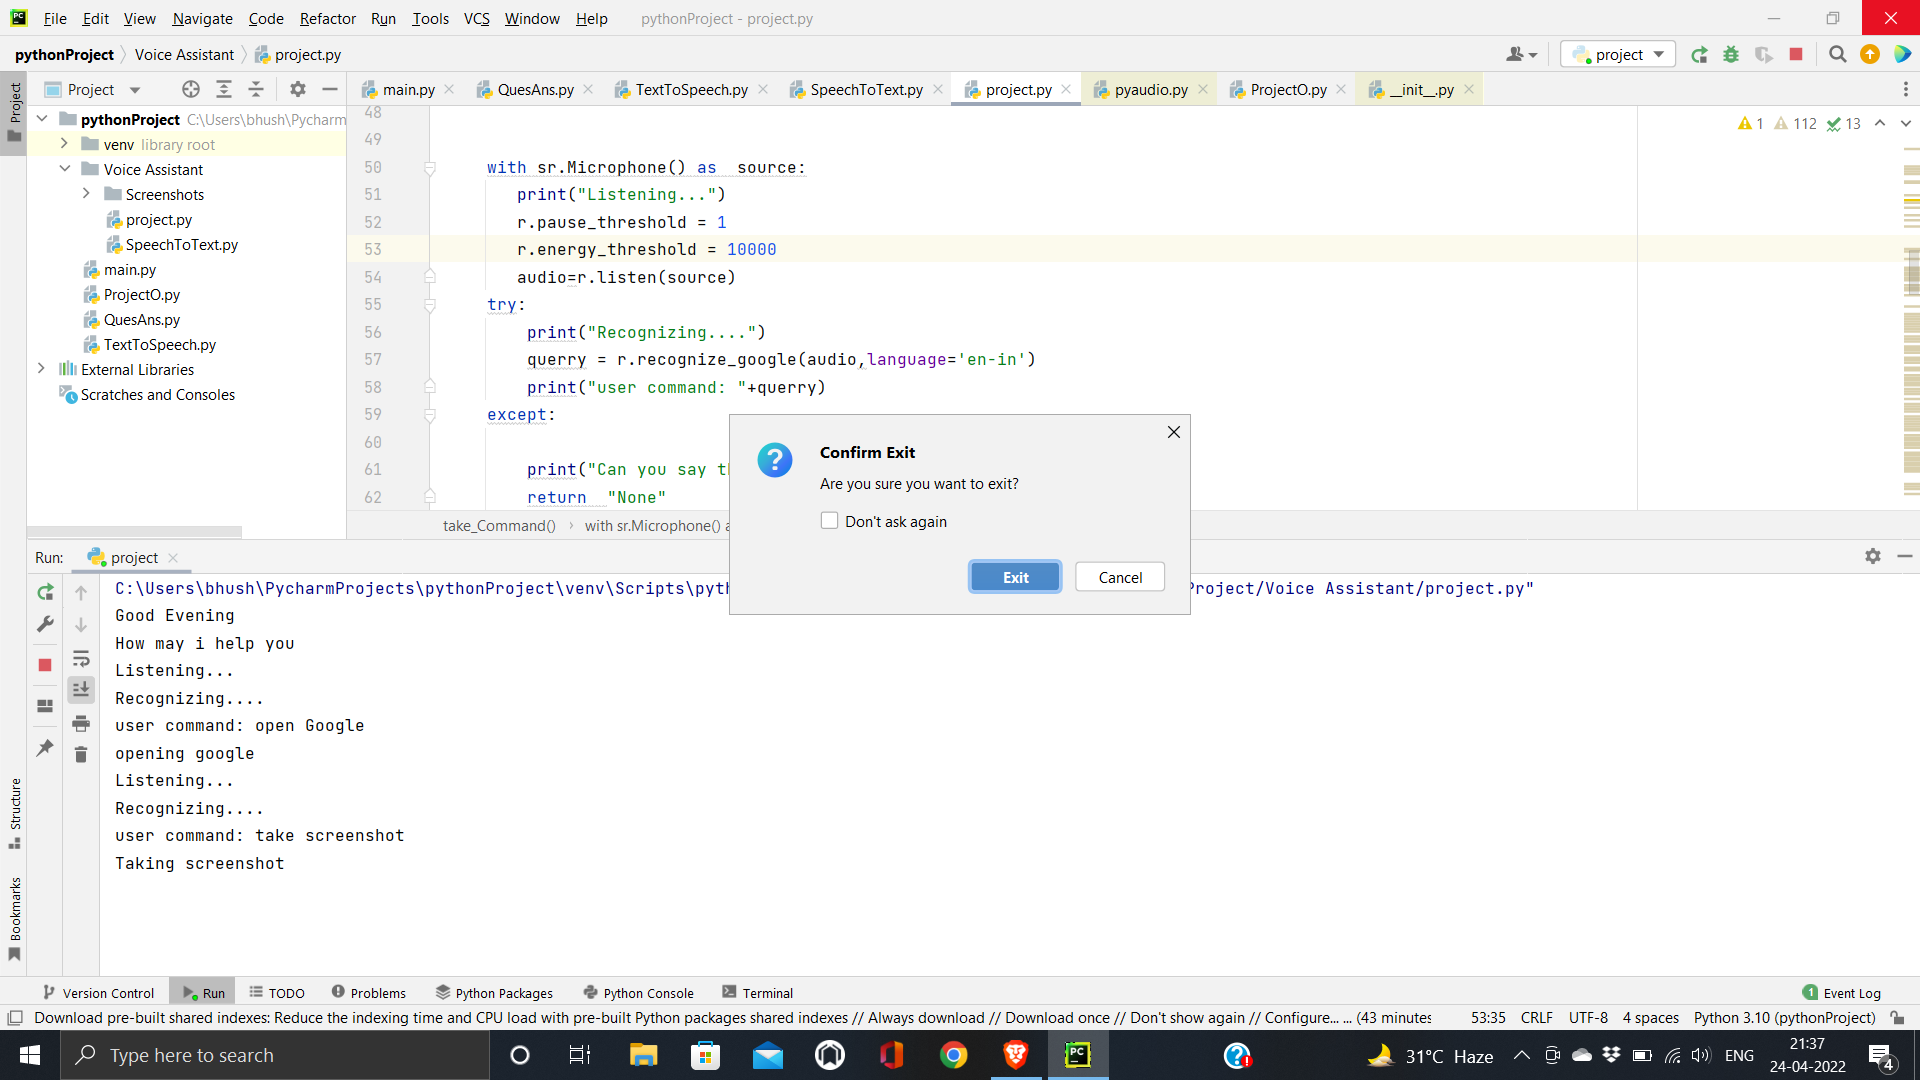 File Edit View Navigate Code Refactor Run Tools VCS Window Help pythonProject - project.py
pythonProject Voice Assistant project.py project
Project main.py QuesAns.py TextToSpeech.py SpeechToText.py project.py pyaudio.py ProjectO.py __init__.py
Project
pythonProject C:\Users\bhush\Pycharm
venv library root
Voice Assistant
Screenshots
project.py
SpeechToText.py
main.py
ProjectO.py
QuesAns.py
TextToSpeech.py
External Libraries
Scratches and Consoles
1 112 13
48
49
50 with sr.Microphone() as source:
51 print("Listening...")
52 r.pause_threshold = 1
53 r.energy_threshold = 10000
54 audio=r.listen(source)
55 try:
56 print("Recognizing....")
57 querry = r.recognize_google(audio,language='en-in')
58 print("user command: "+querry)
59 except:
60
61 print("Can you say
62 return "None"
take_Command() with sr.Microphone()
Confirm Exit
Are you sure you want to exit?
Don't ask again
Exit Cancel
Run: project
C:\Users\bhush\PycharmProjects\pythonProject\venv\Scripts\pyth Project/Voice Assistant/project.py"
Good Evening
How may i help you
Listening...
Recognizing....
user command: open Google
opening google
Listening...
Recognizing....
user command: take screenshot
Taking screenshot
Structure
Bookmarks
Version Control Run TODO Problems Python Packages Python Console Terminal 1 Event Log
Download pre-built shared indexes: Reduce the indexing time and CPU load with pre-built Python packages shared indexes // Always download // Download once // Don't show again // Configure... ... (43 minutes 53:35 CRLF UTF-8 4 spaces Python 3.10 (pythonProject)
Type here to search PC 31°C Haze ENG 21:37
24-04-2022 4